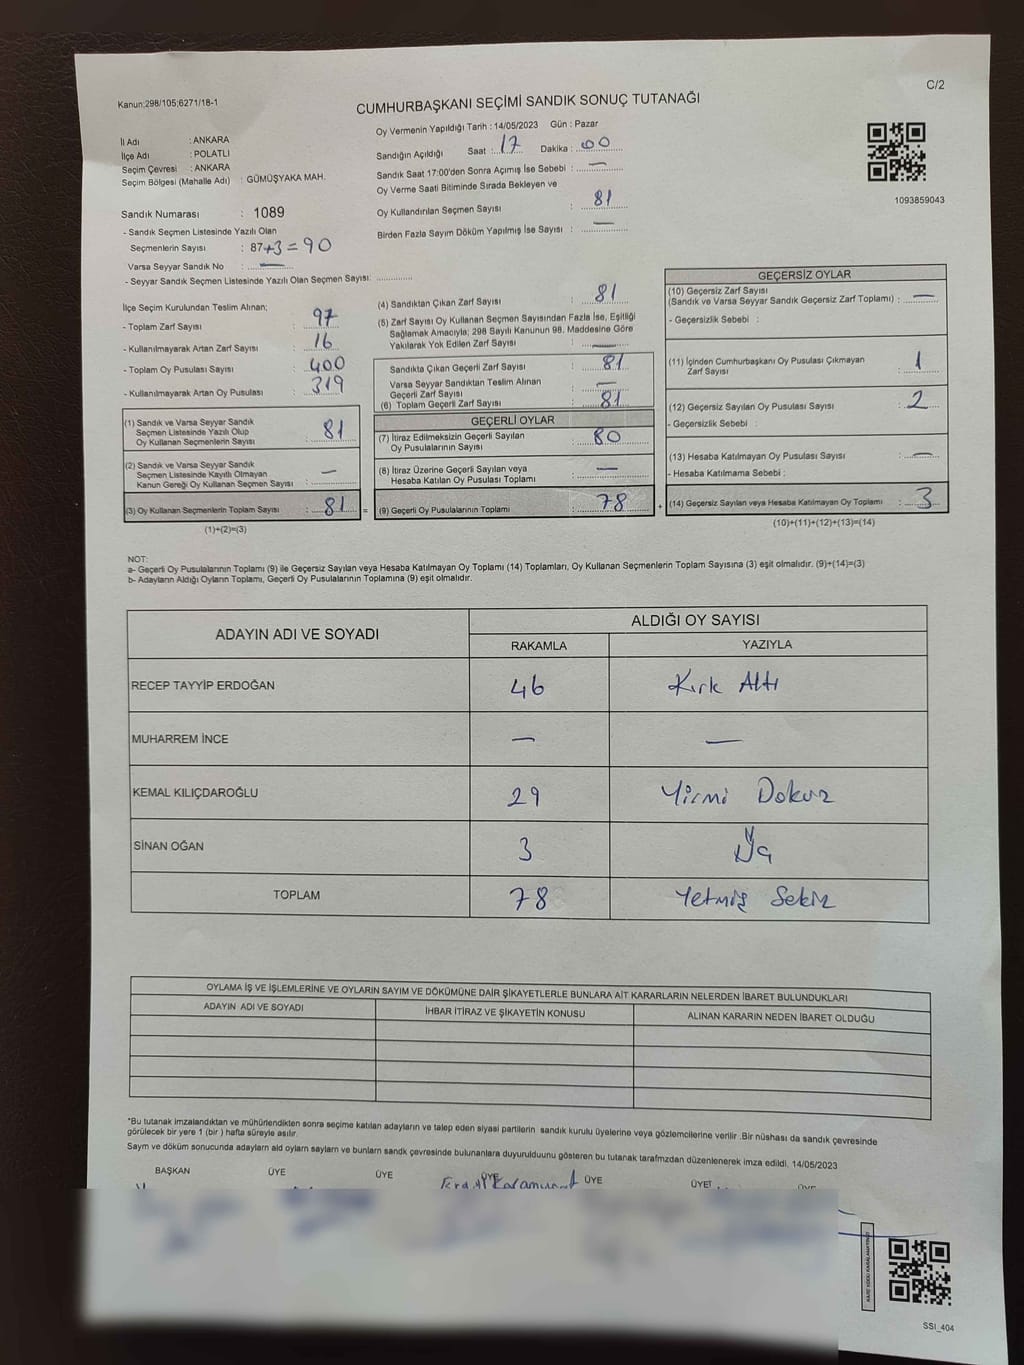 C/2
Kanun:298/105;6271/18-1
CUMHURBAŞKANI SEÇİMİ SANDIK SONUÇ TUTANAĞI
İl Adı : ANKARA
İlçe Adı : POLATLI
Seçim Çevresi : ANKARA
Seçim Bölgesi (Mahalle Adı) : GÜMÜŞYAKA MAH.
Sandık Numarası : 1089
- Sandık Seçmen Listesinde Yazılı Olan
Seçmenlerin Sayısı : 87+3=90
Varsa Seyyar Sandık No : —
- Seyyar Sandık Seçmen Listesinde Yazılı Olan Seçmen Sayısı: ............
Oy Vermenin Yapıldığı Tarih : 14/05/2023 Gün : Pazar
Sandığın Açıldığı Saat : 17 Dakika : 00
Sandık Saat 17:00'den Sonra Açımış İse Sebebi : —
Oy Verme Saati Bitiminde Sırada Bekleyen ve
Oy Kullandırılan Seçmen Sayısı : 81
Birden Fazla Sayım Döküm Yapılmış İse Sayısı : —
1093859043
İlçe Seçim Kurulundan Teslim Alınan;
- Toplam Zarf Sayısı : 97
- Kullanılmayarak Artan Zarf Sayısı : 16
- Toplam Oy Pusulası Sayısı : 400
- Kullanılmayarak Artan Oy Pusulası : 319
(1) Sandık ve Varsa Seyyar Sandık
Seçmen Listesinde Yazılı Olup
Oy Kullanan Seçmenlerin Sayısı : 81
(2) Sandık ve Varsa Seyyar Sandık
Seçmen Listesinde Kayıtlı Olmayan
Kanun Gereği Oy Kullanan Seçmen Sayısı : —
(3) Oy Kullanan Seçmenlerin Toplam Sayısı : 81 =
(1)+(2)=(3)
(4) Sandıktan Çıkan Zarf Sayısı : 81
(5) Zarf Sayısı Oy Kullanan Seçmen Sayısından Fazla İse, Eşitliği
Sağlamak Amacıyla; 298 Sayılı Kanunun 98. Maddesine Göre
Yakılarak Yok Edilen Zarf Sayısı : —
Sandıkta Çıkan Geçerli Zarf Sayısı : 81
Varsa Seyyar Sandıktan Teslim Alınan
Geçerli Zarf Sayısı : —
(6) Toplam Geçerli Zarf Sayısı : 81
GEÇERLİ OYLAR
(7) İtiraz Edilmeksizin Geçerli Sayılan
Oy Pusulalarının Sayısı : 80
(8) İtiraz Üzerine Geçerli Sayılan veya
Hesaba Katılan Oy Pusulası Toplamı : —
(9) Geçerli Oy Pusulalarının Toplamı : 78 +
GEÇERSİZ OYLAR
(10) Geçersiz Zarf Sayısı
(Sandık ve Varsa Seyyar Sandık Geçersiz Zarf Toplamı) : —
- Geçersizlik Sebebi :
(11) İçinden Cumhurbaşkanı Oy Pusulası Çıkmayan
Zarf Sayısı : 1
(12) Geçersiz Sayılan Oy Pusulası Sayısı : 2
- Geçersizlik Sebebi :
(13) Hesaba Katılmayan Oy Pusulası Sayısı : —
- Hesaba Katılmama Sebebi :
(14) Geçersiz Sayılan veya Hesaba Katılmayan Oy Toplamı : 3
(10)+(11)+(12)+(13)=(14)
NOT:
a- Geçerli Oy Pusulalarının Toplamı (9) ile Geçersiz Sayılan veya Hesaba Katılmayan Oy Toplamı (14) Toplamları, Oy Kullanan Seçmenlerin Toplam Sayısına (3) eşit olmalıdır. (9)+(14)=(3)
b- Adayların Aldığı Oyların Toplamı, Geçerli Oy Pusulalarının Toplamına (9) eşit olmalıdır.
ADAYIN ADI VE SOYADI
ALDIĞI OY SAYISI
RAKAMLA YAZIYLA
RECEP TAYYİP ERDOĞAN 46 Kırk Altı
MUHARREM İNCE — —
KEMAL KILIÇDAROĞLU 29 Yirmi Dokuz
SİNAN OĞAN 3 Üç
TOPLAM 78 Yetmiş Sekiz
OYLAMA İŞ VE İŞLEMLERİNE VE OYLARIN SAYIM VE DÖKÜMÜNE DAİR ŞİKAYETLERLE BUNLARA AİT KARARLARIN NELERDEN İBARET BULUNDUKLARI
ADAYIN ADI VE SOYADI İHBAR İTİRAZ VE ŞİKAYETİN KONUSU ALINAN KARARIN NEDEN İBARET OLDUĞU
*Bu tutanak imzalandıktan ve mühürlendikten sonra seçime katılan adayların ve talep eden siyasi partilerin sandık kurulu üyelerine veya gözlemcilerine verilir .Bir nüshası da sandık çevresinde
görülecek bir yere 1 (bir ) hafta süreyle asılır.
Sayım ve döküm sonucunda adayların ald oyların sayları ve bunların sandk çevresinde bulunanlara duyurulduunu gösteren bu tutanak tarafmzdan düzenlenerek imza edildi. 14/05/2023
BAŞKAN ÜYE ÜYE ÜYE ÜYE ÜYE ÜYE
SSI_404